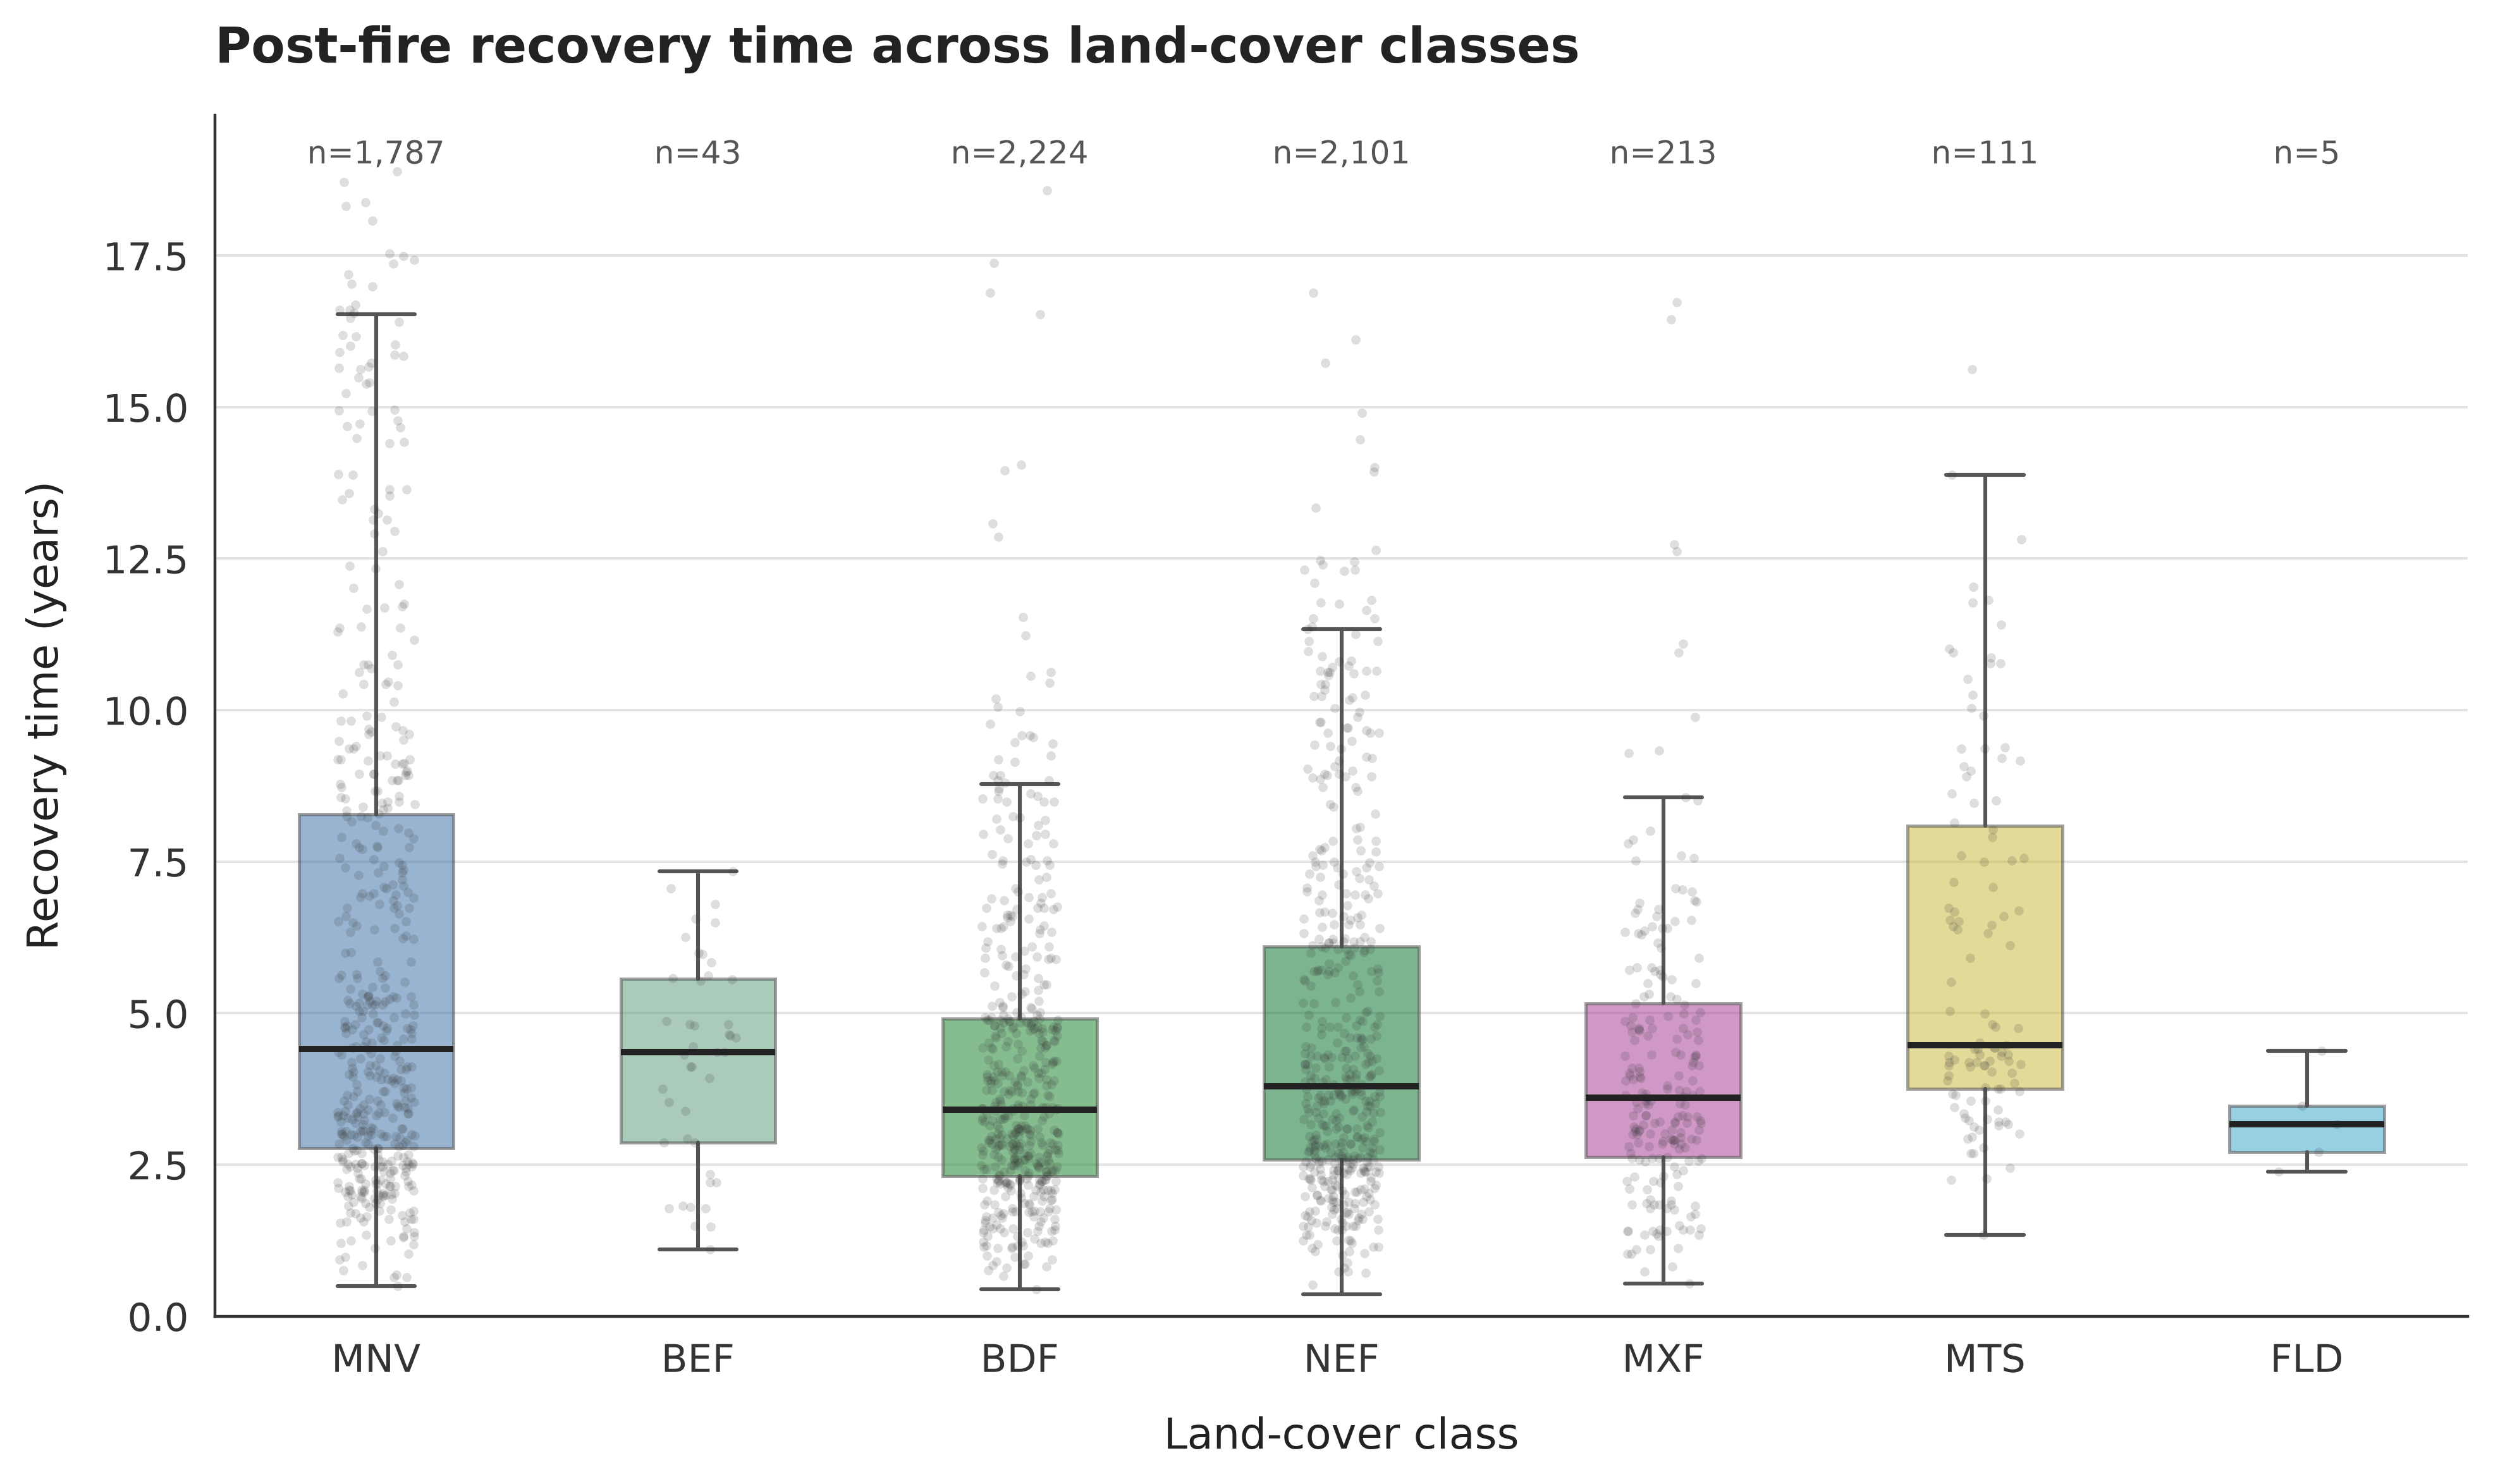 Post-fire recovery time across land-cover classes
n=1,787 n=43 n=2,224 n=2,101 n=213 n=111 n=5
17.5
15.0
12.5
10.0
7.5
5.0
2.5
0.0
Recovery time (years)
MNV BEF BDF NEF MXF MTS FLD
Land-cover class